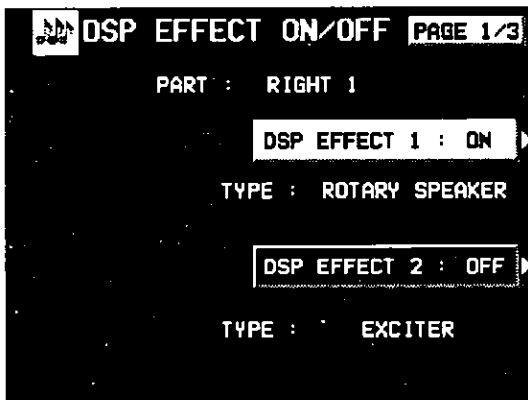 DSP EFFECT ON/OFF PAGE 1/3
PART : RIGHT 1
DSP EFFECT 1 : ON
TYPE : ROTARY SPEAKER
DSP EFFECT 2 : OFF
TYPE : EXCITER